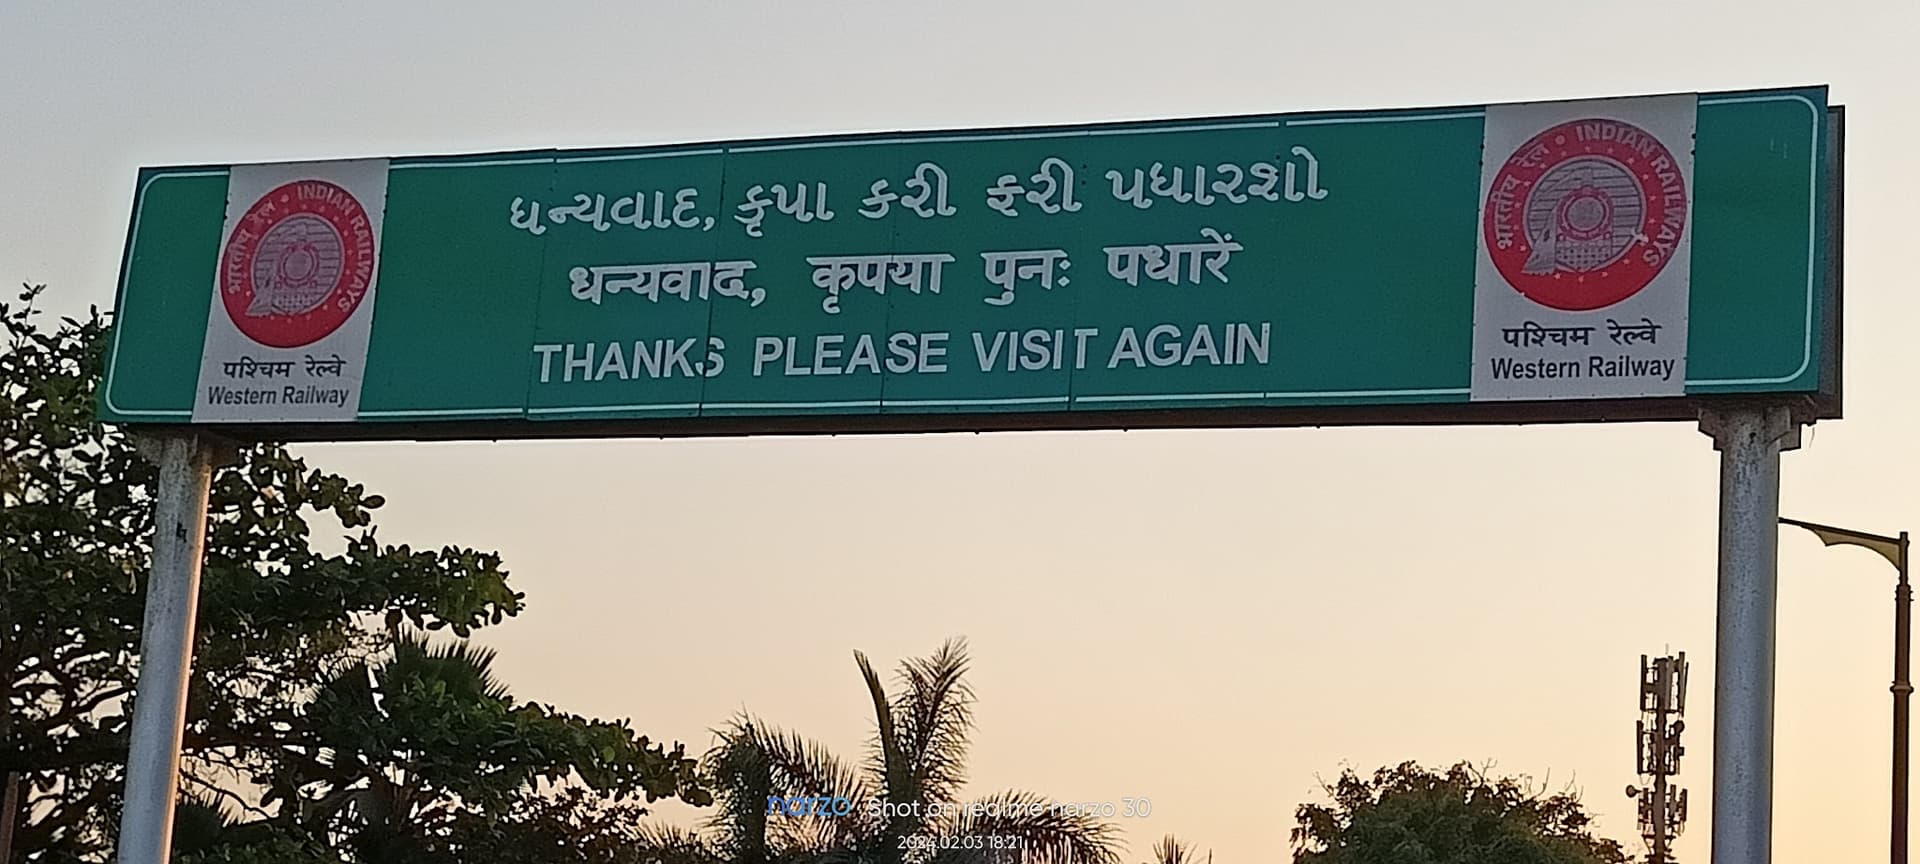 ધન્યવાદ, કૃપા કરી ફરી પધારશો
धन्यवाद, कृपया पुनः पधारें
THANKS PLEASE VISIT AGAIN
भारतीय रेल • INDIAN RAILWAYS
पश्चिम रेल्वे
Western Railway
भारतीय रेल • INDIAN RAILWAYS
पश्चिम रेल्वे
Western Railway
narzo Shot on realme narzo 30
2024.02.03 18:21